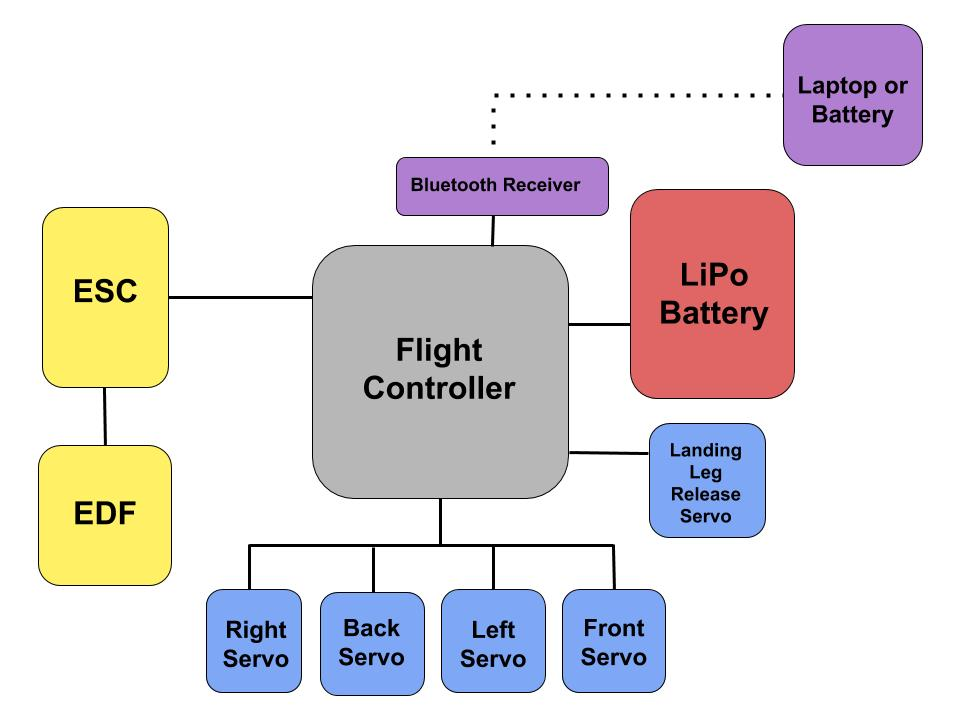 Laptop or
Battery
Bluetooth Receiver
ESC
LiPo
Battery
Flight
Controller
Landing
Leg
Release
Servo
EDF
Right
Servo
Back
Servo
Left
Servo
Front
Servo